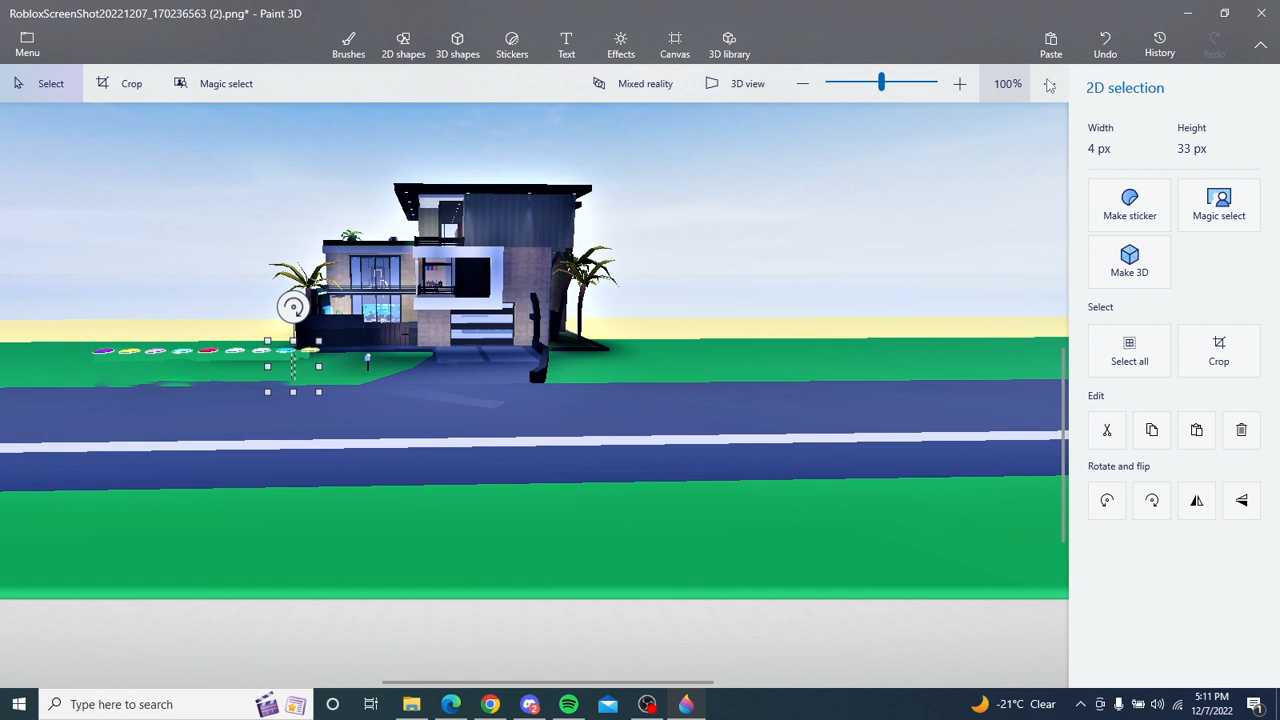 RobloxScreenShot20221207_170236563 (2).png* - Paint 3D
Menu
Brushes
2D shapes
3D shapes
Stickers
Text
Effects
Canvas
3D library
Paste
Undo
History
Redo
Select
Crop
Magic select
Mixed reality
3D view
100%
2D selection
Width
Height
4 px
33 px
Make sticker
Magic select
Make 3D
Select
Select all
Crop
Edit
Rotate and flip
Type here to search
-21°C Clear
5:11 PM
12/7/2022